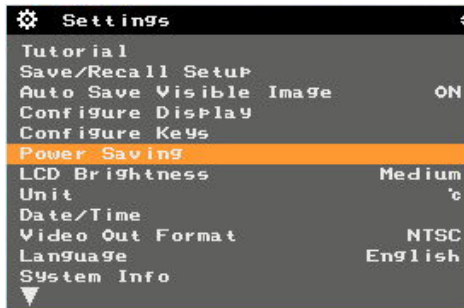 Settings
Tutorial
Save/Recall Setup
Auto Save Visible Image ON
Configure Display
Configure Keys
Power Saving
LCD Brightness Medium
Unit °c
Date/Time
Video Out Format NTSC
Language English
System Info